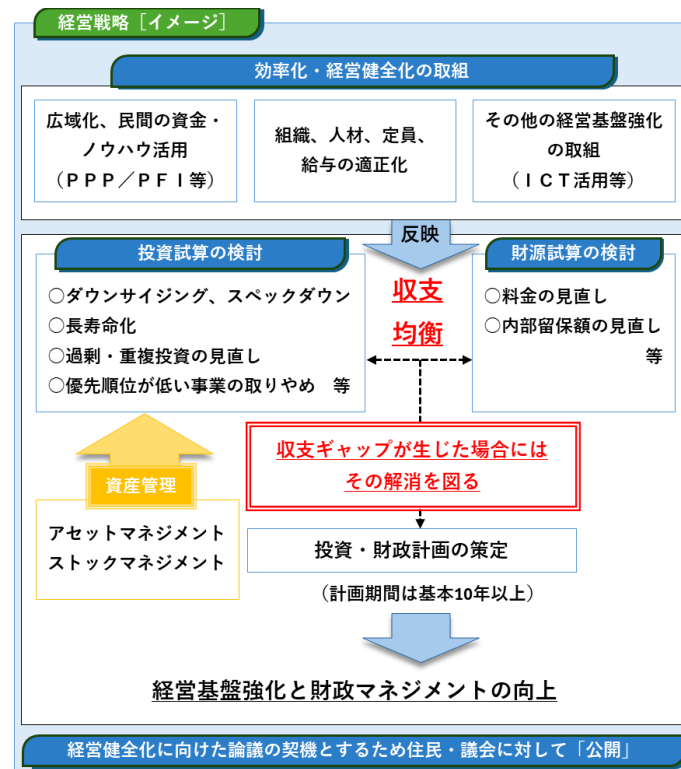 経営戦略［イメージ］
効率化・経営健全化の取組
広域化、民間の資金・
ノウハウ活用
（ＰＰＰ／ＰＦＩ等）
組織、人材、定員、
給与の適正化
その他の経営基盤強化
の取組
（ＩＣＴ活用等）
反映
投資試算の検討
○ダウンサイジング、スペックダウン
○長寿命化
○過剰・重複投資の見直し
○優先順位が低い事業の取りやめ　等
収支
均衡
財源試算の検討
○料金の見直し
○内部留保額の見直し
等
収支ギャップが生じた場合には
その解消を図る
資産管理
アセットマネジメント
ストックマネジメント
投資・財政計画の策定
（計画期間は基本10年以上）
経営基盤強化と財政マネジメントの向上
経営健全化に向けた論議の契機とするため住民・議会に対して「公開」